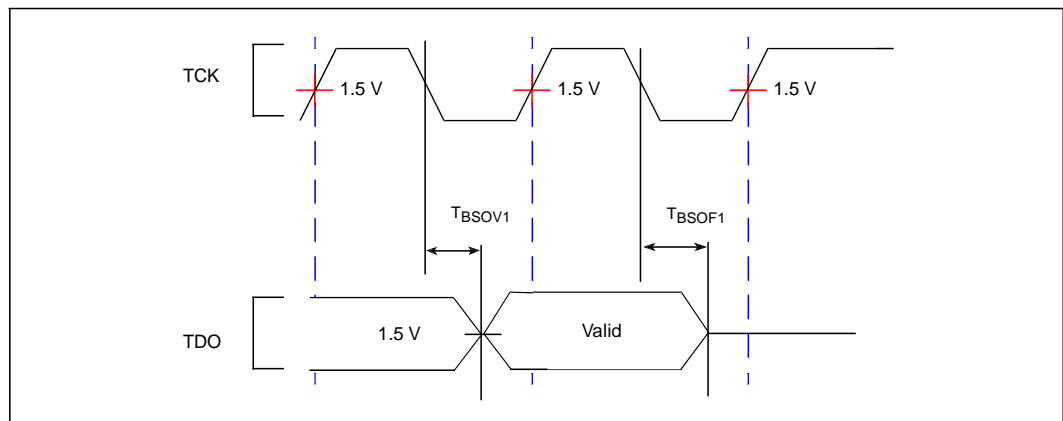 TCK
1.5 V
1.5 V
1.5 V
TBSOV1
TBSOF1
TDO
1.5 V
Valid